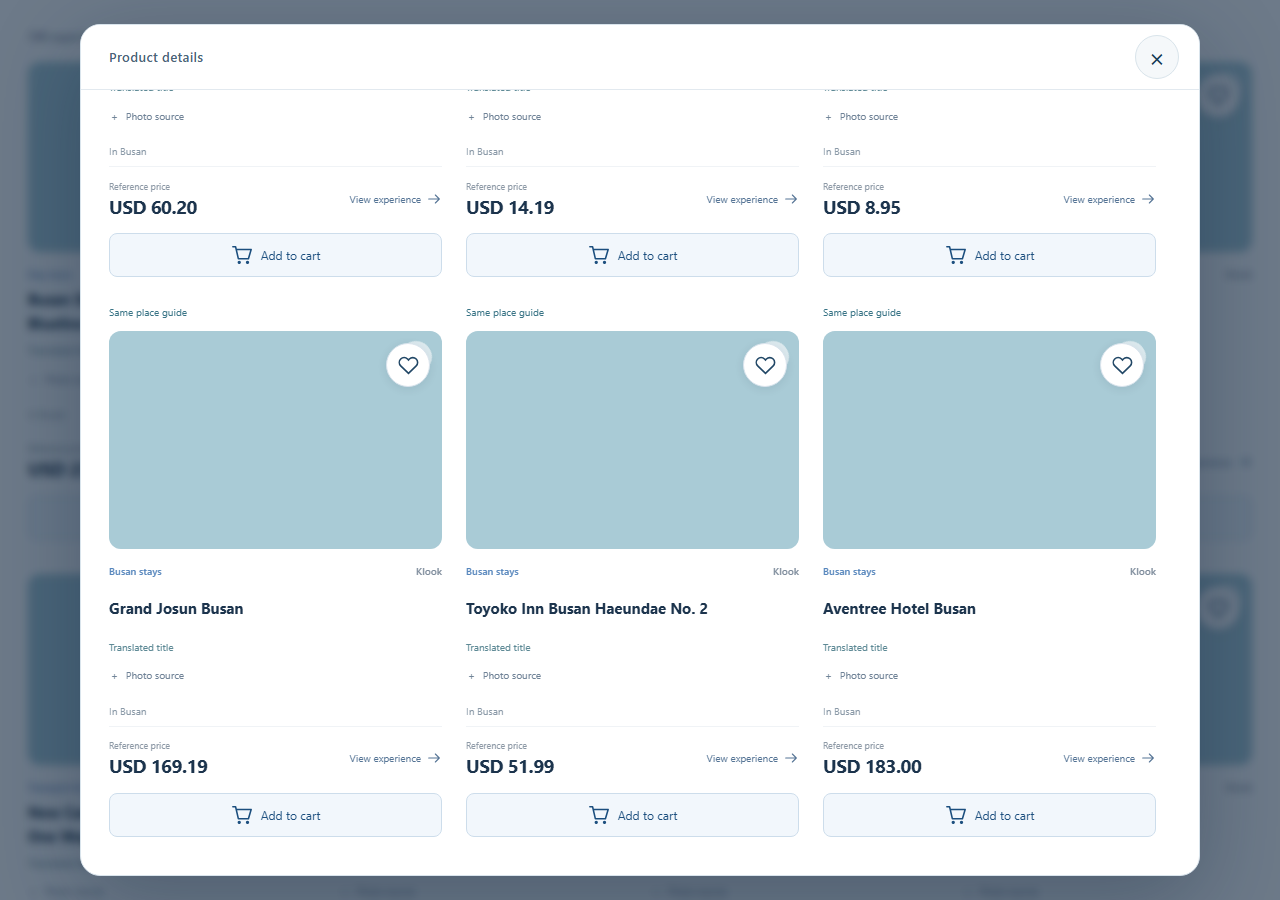 Product details
+ Photo source
+ Photo source
+ Photo source
In Busan
In Busan
In Busan
Reference price
USD 60.20
View experience →
Reference price
USD 14.19
View experience →
Reference price
USD 8.95
View experience →
Add to cart
Add to cart
Add to cart
Same place guide
Same place guide
Same place guide
Busan stays
Klook
Busan stays
Klook
Busan stays
Klook
Grand Josun Busan
Toyoko Inn Busan Haeundae No. 2
Aventree Hotel Busan
Translated title
Translated title
Translated title
+ Photo source
+ Photo source
+ Photo source
In Busan
In Busan
In Busan
Reference price
USD 169.19
View experience →
Reference price
USD 51.99
View experience →
Reference price
USD 183.00
View experience →
Add to cart
Add to cart
Add to cart